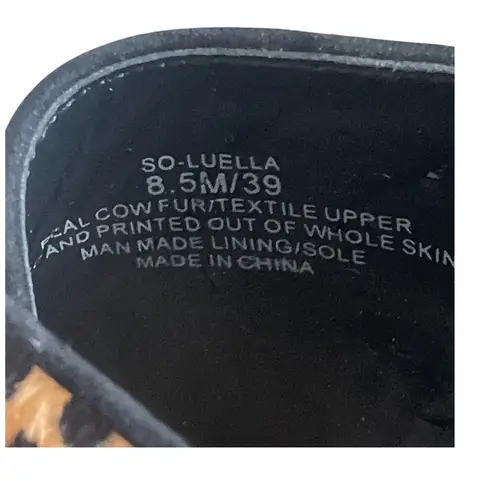 SO-LUELLA
8.5M/39
EAL COW FUR/TEXTILE UPPER
AND PRINTED OUT OF WHOLE SKIN
MAN MADE LINING/SOLE
MADE IN CHINA